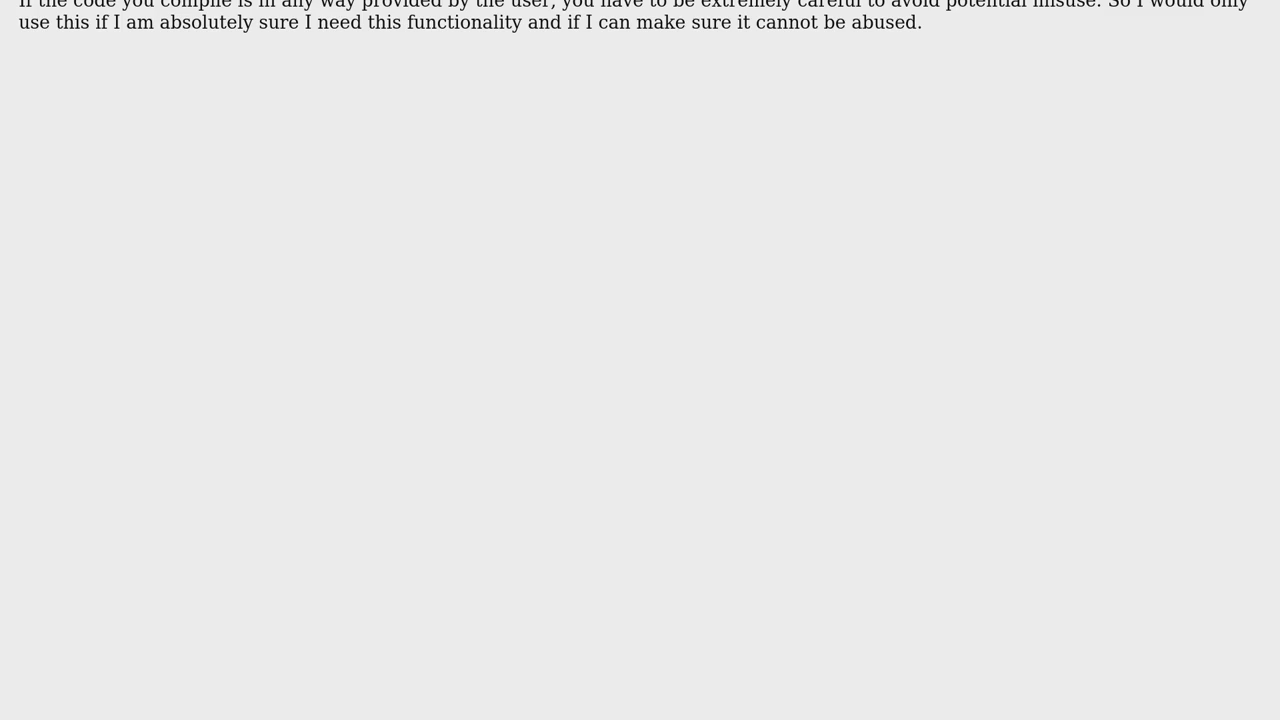 If the code you compile is in any way provided by the user, you have to be extremely careful to avoid potential misuse. So I would only
use this if I am absolutely sure I need this functionality and if I can make sure it cannot be abused.